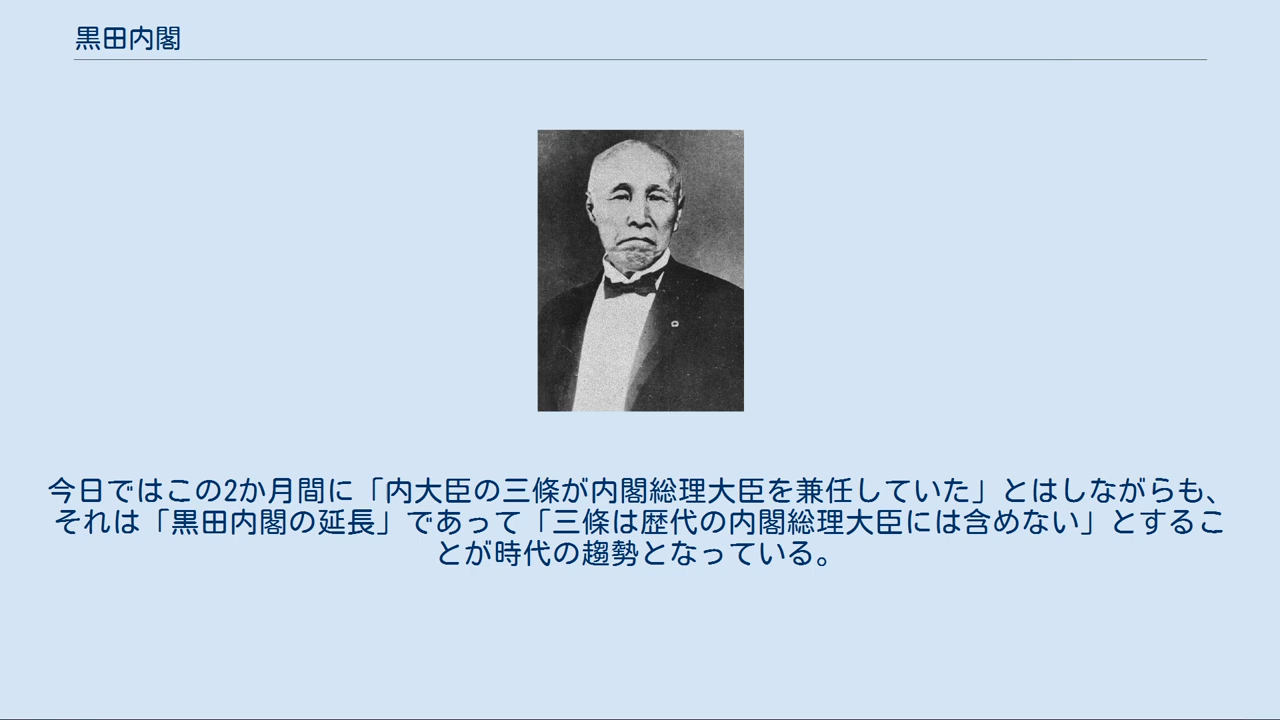 黒田内閣
今日ではこの2か月間に「内大臣の三條が内閣総理大臣を兼任していた」とはしながらも、
それは「黒田内閣の延長」であって「三條は歴代の内閣総理大臣には含めない」とするこ
とが時代の趨勢となっている。